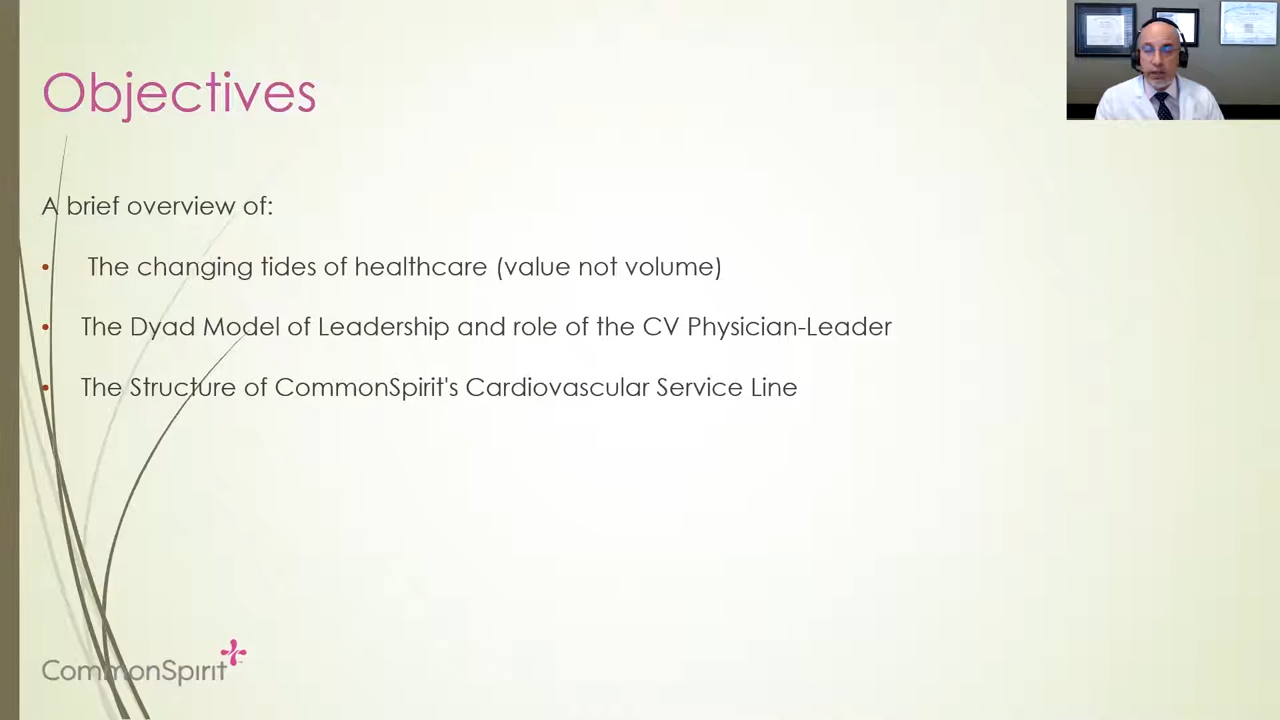 Objectives
A brief overview of:
• The changing tides of healthcare (value not volume)
• The Dyad Model of Leadership and role of the CV Physician-Leader
• The Structure of CommonSpirit's Cardiovascular Service Line
CommonSpirit